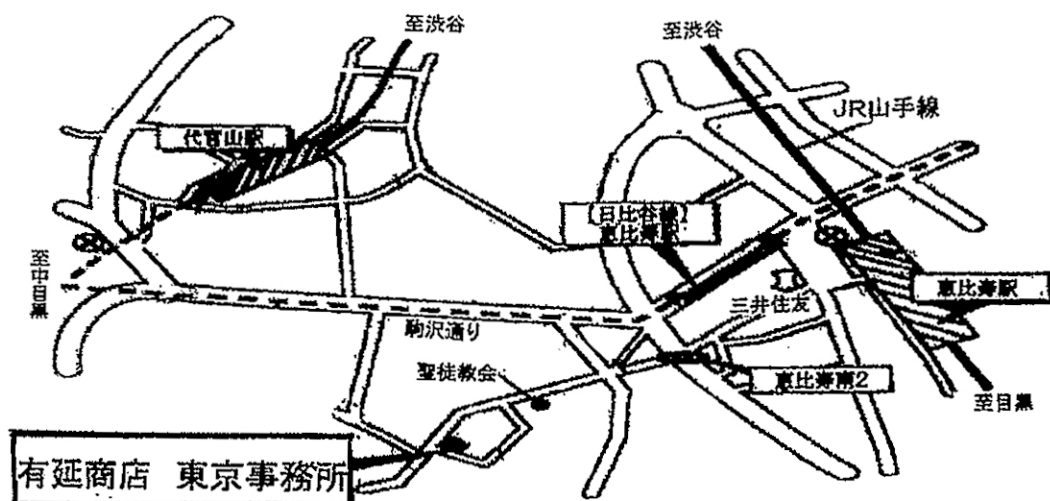 至渋谷
至渋谷
JR山手線
代官山駅
［日比谷線］
恵比寿駅
至中目黒
恵比寿駅
三井住友
駒沢通り
聖徒教会
恵比寿南2
至目黒
有延商店 東京事務所